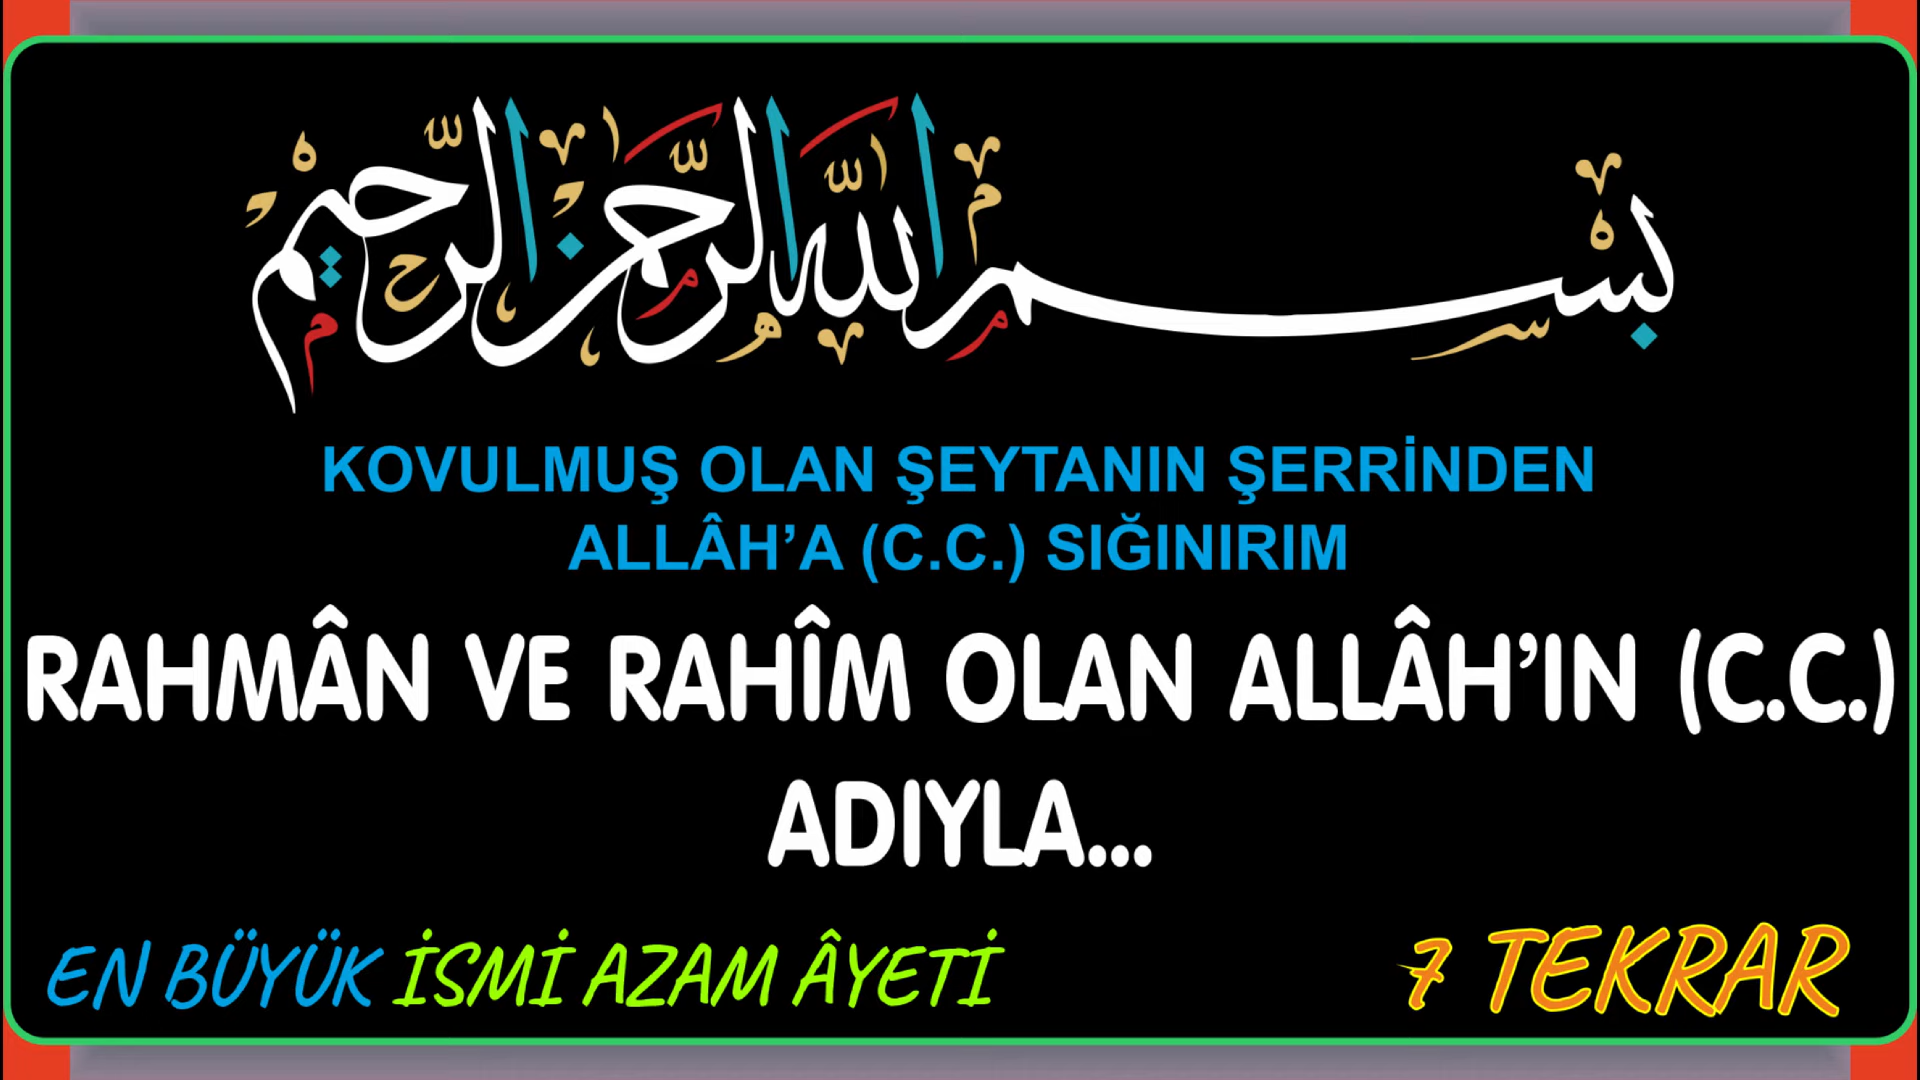 بسم الله الرحمن الرحيم
KOVULMUŞ OLAN ŞEYTANIN ŞERRİNDEN
ALLÂH’A (C.C.) SIĞINIRIM
RAHMÂN VE RAHÎM OLAN ALLÂH’IN (C.C.)
ADIYLA...
EN BÜYÜK İSMİ AZAM ÂYETİ
7 TEKRAR